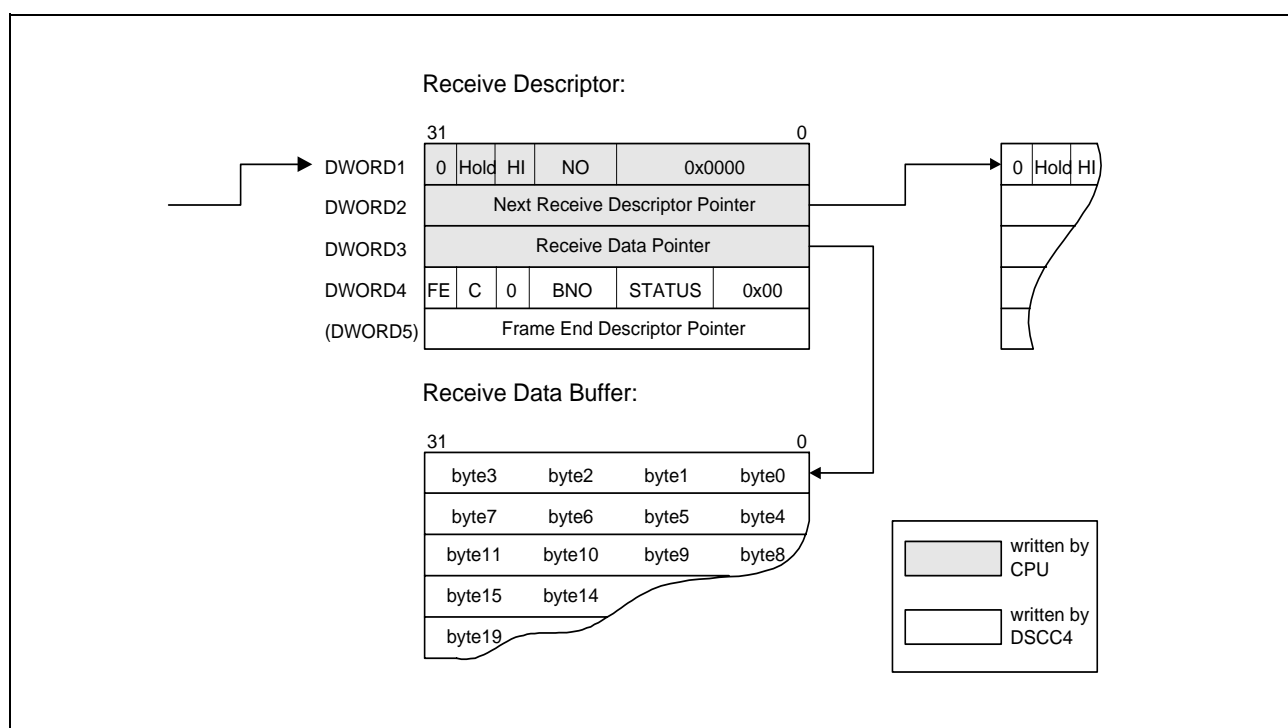 Receive Descriptor:
31 0
DWORD1 0 Hold HI NO 0x0000 0 Hold HI
DWORD2 Next Receive Descriptor Pointer
DWORD3 Receive Data Pointer
DWORD4 FE C 0 BNO STATUS 0x00
(DWORD5) Frame End Descriptor Pointer
Receive Data Buffer:
31 0
byte3 byte2 byte1 byte0
byte7 byte6 byte5 byte4
byte11 byte10 byte9 byte8
byte15 byte14
byte19
written by
CPU
written by
DSCC4